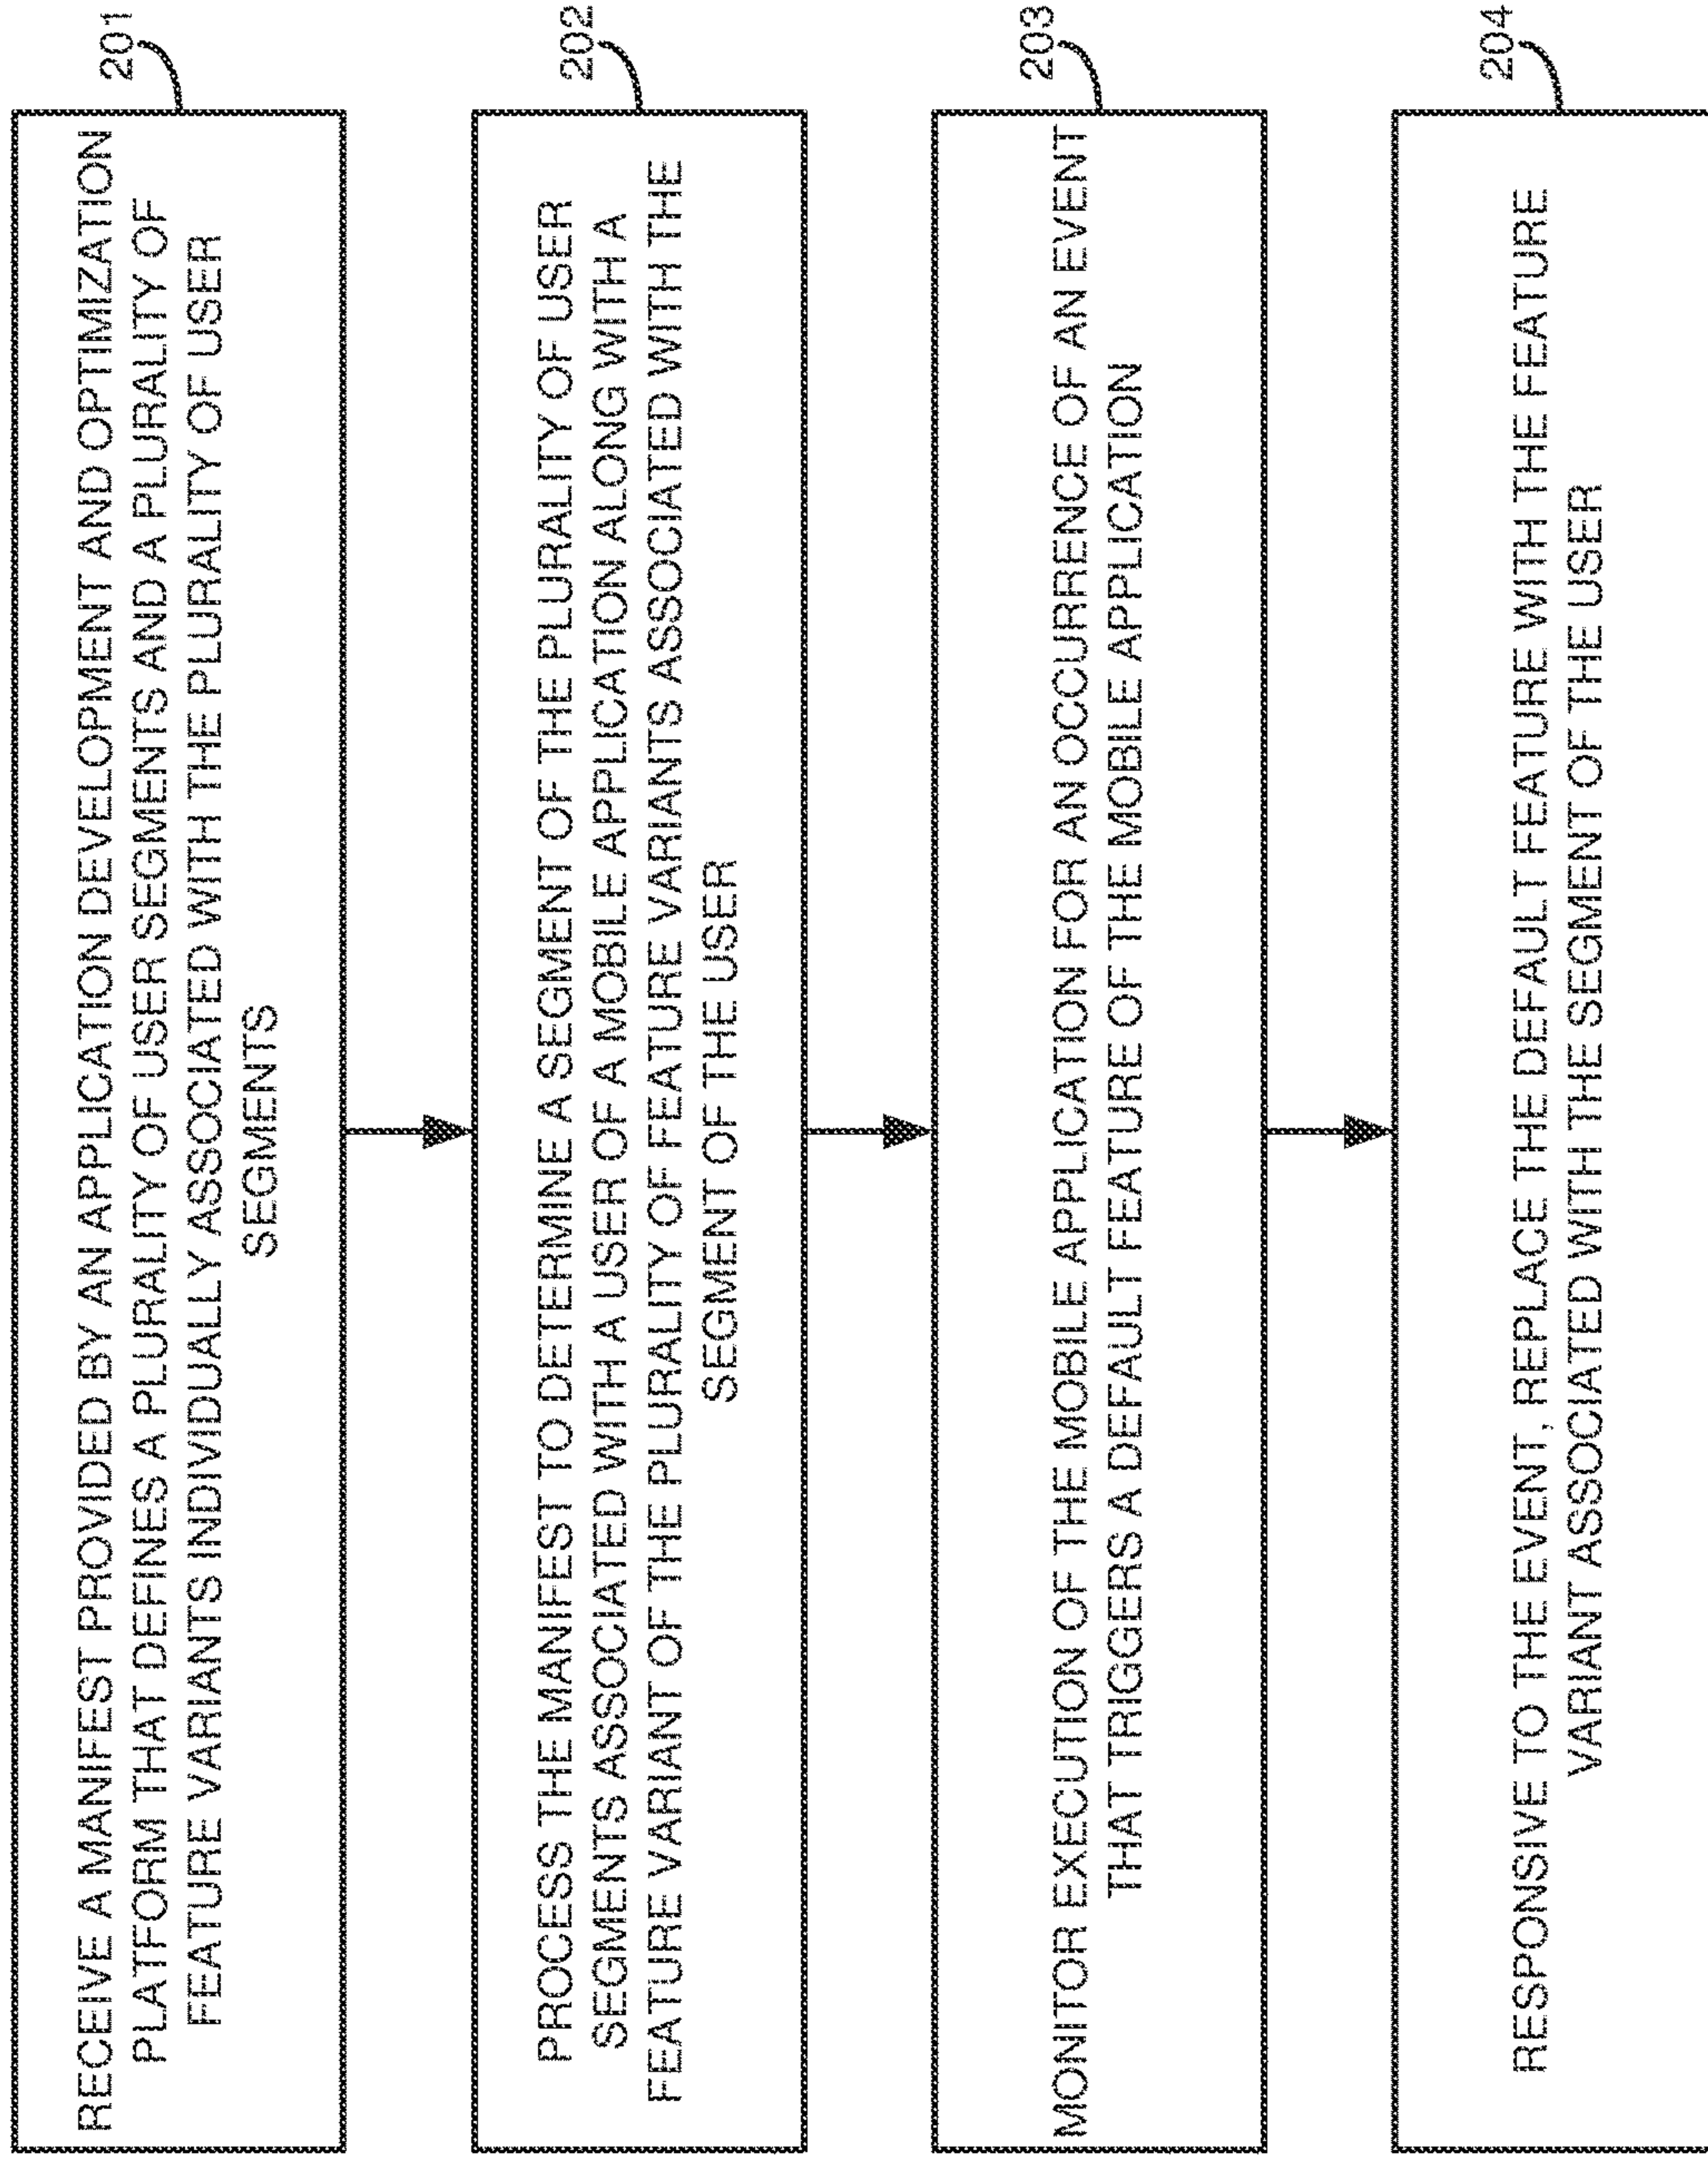 201
RECEIVE A MANIFEST PROVIDED BY AN APPLICATION DEVELOPMENT AND OPTIMIZATION
PLATFORM THAT DEFINES A PLURALITY OF USER SEGMENTS AND A PLURALITY OF
FEATURE VARIANTS INDIVIDUALLY ASSOCIATED WITH THE PLURALITY OF USER
SEGMENTS
202
PROCESS THE MANIFEST TO DETERMINE A SEGMENT OF THE PLURALITY OF USER
SEGMENTS ASSOCIATED WITH A USER OF A MOBILE APPLICATION ALONG WITH A
FEATURE VARIANT OF THE PLURALITY OF FEATURE VARIANTS ASSOCIATED WITH THE
SEGMENT OF THE USER
203
MONITOR EXECUTION OF THE MOBILE APPLICATION FOR AN OCCURRENCE OF AN EVENT
THAT TRIGGERS A DEFAULT FEATURE OF THE MOBILE APPLICATION
204
RESPONSIVE TO THE EVENT, REPLACE THE DEFAULT FEATURE WITH THE FEATURE
VARIANT ASSOCIATED WITH THE SEGMENT OF THE USER